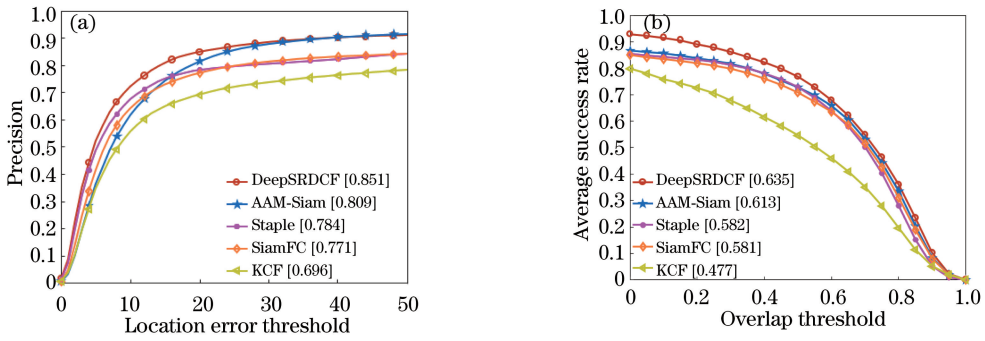 (a)
Precision
1.0
0.9
0.8
0.7
0.6
0.5
0.4
0.3
0.2
0.1
0
DeepSRDCF [0.851]
AAM-Siam [0.809]
Staple [0.784]
SiamFC [0.771]
KCF [0.696]
0 10 20 30 40 50
Location error threshold
(b)
Average success rate
1.0
0.9
0.8
0.7
0.6
0.5
0.4
0.3
0.2
0.1
0
DeepSRDCF [0.635]
AAM-Siam [0.613]
Staple [0.582]
SiamFC [0.581]
KCF [0.477]
0 0.2 0.4 0.6 0.8 1.0
Overlap threshold